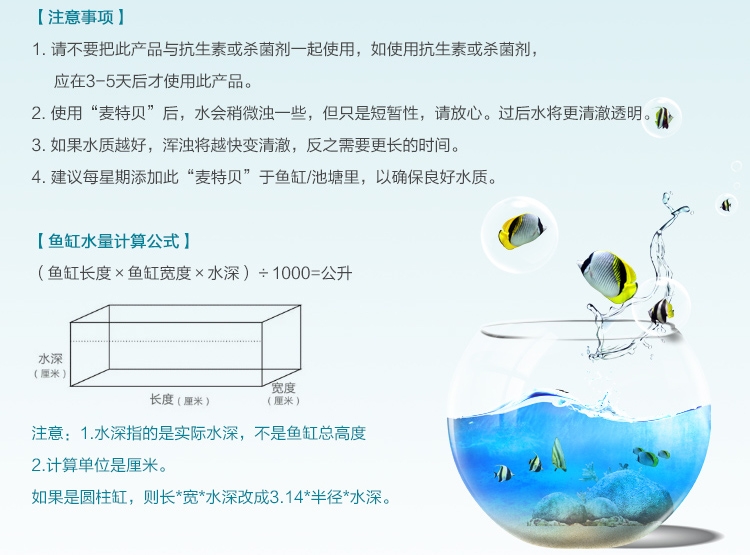 【注意事项】
1. 请不要把此产品与抗生素或杀菌剂一起使用，如使用抗生素或杀菌剂，
应在3-5天后才使用此产品。
2. 使用“麦特贝”后，水会稍微浊一些，但只是短暂性，请放心。过后水将更清澈透明。
3. 如果水质越好，浑浊将越快变清澈，反之需要更长的时间。
4. 建议每星期添加此“麦特贝”于鱼缸/池塘里，以确保良好水质。
【鱼缸水量计算公式】
（鱼缸长度×鱼缸宽度×水深）÷1000=公升
水深
（厘米）
长度（厘米）
宽度
（厘米）
注意：1.水深指的是实际水深，不是鱼缸总高度
2.计算单位是厘米。
如果是圆柱缸，则长*宽*水深改成3.14*半径*水深。